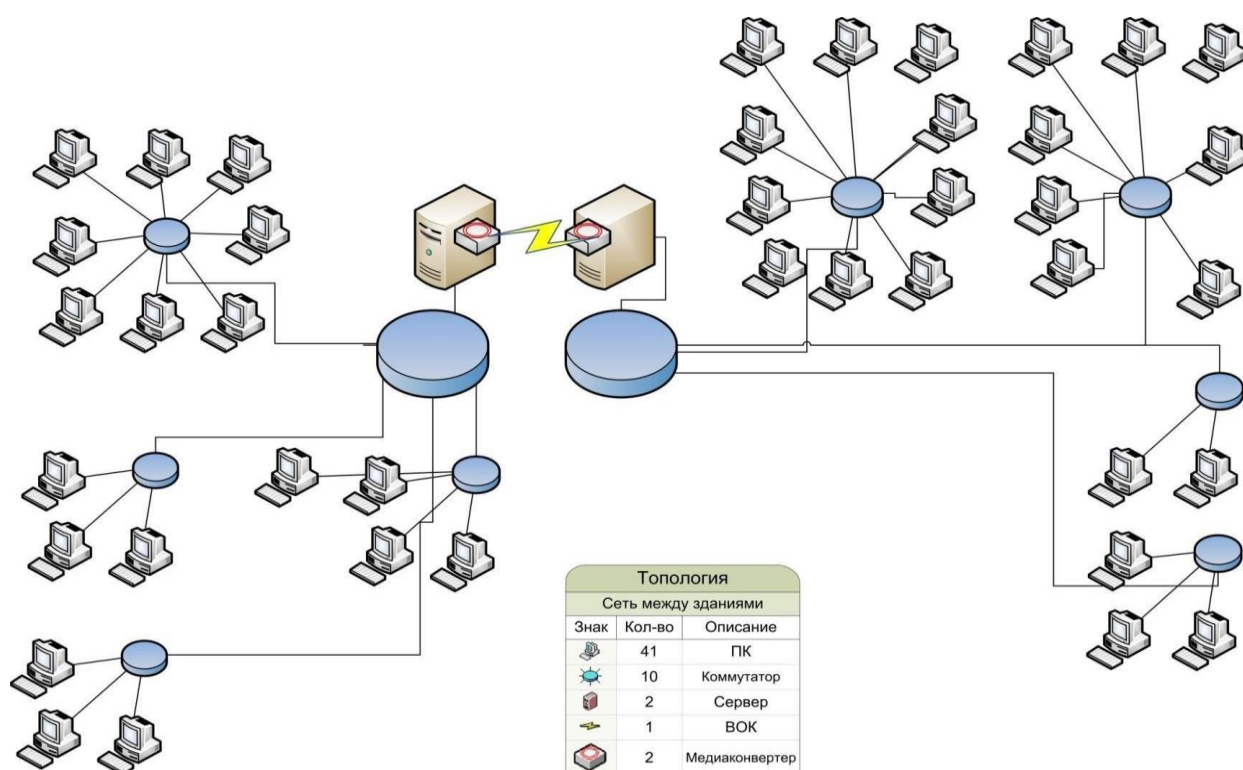 Топология
Сеть между зданиями
Знак Кол-во Описание
41 ПК
10 Коммутатор
2 Сервер
1 ВОК
2 Медиаконвертер